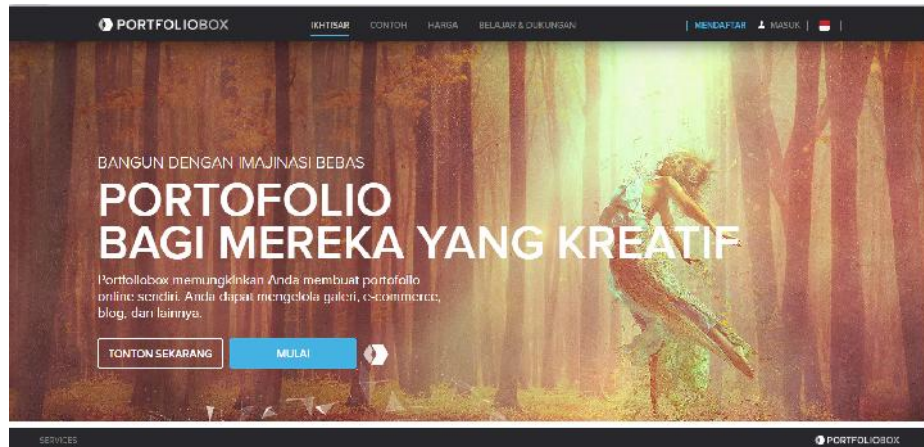 PORTFOLIOBOX
IKHTISAR CONTOH HARGA BELAJAR & DUKUNGAN
MENDAFTAR MASUK
BANGUN DENGAN IMAJINASI BEBAS
PORTOFOLIO
BAGI MEREKA YANG KREATIF
Portfoliobox memungkinkan Anda membuat portofolio
online sendiri. Anda dapat mengelola galeri, e-commerce,
blog, dan lainnya.
TONTON SEKARANG MULAI
SERVICES PORTFOLIOBOX